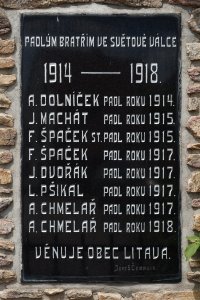 PADLÝM BRATŘÍM VE SVĚTOVÉ VÁLCE
1914 — 1918.
A. DOLNÍČEK PADL ROKU 1914.
J. MACHÁT PADL ROKU 1915.
F. ŠPAČEK ST. PADL ROKU 1915.
F. ŠPAČEK PADL ROKU 1917.
J. DVOŘÁK PADL ROKU 1917.
L. PŠIKAL PADL ROKU 1917.
A. CHMELAŘ PADL ROKU 1917.
A. CHMELAŘ PADL ROKU 1918.
VĚNUJE OBEC LITAVA.